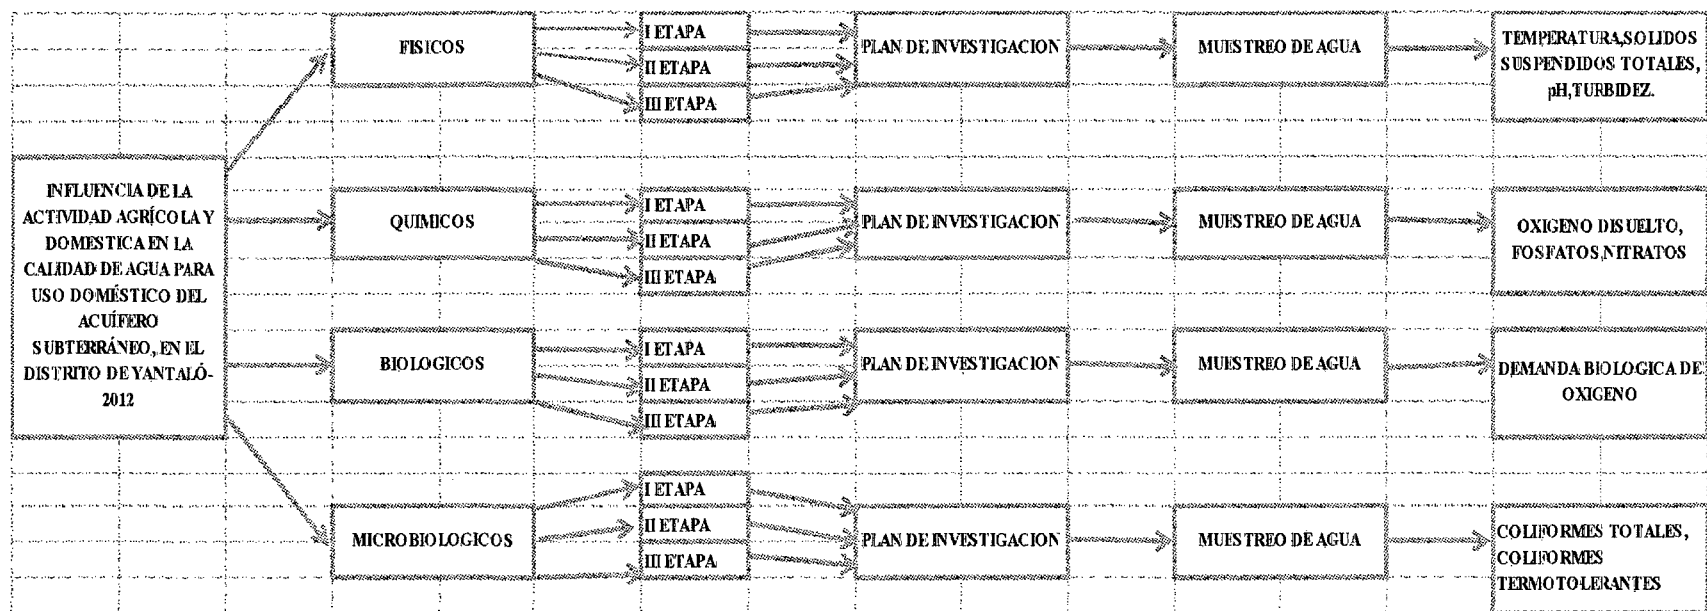 INFLUENCIA DE LA
ACTIVIDAD AGRÍCOLA Y
DOMESTICA EN LA
CALIDAD DE AGUA PARA
USO DOMÉSTICO DEL
ACUÍFERO
SUBTERRÁNEO, EN EL
DISTRITO DE YANTALÓ-
2012
FISICOS
I ETAPA
II ETAPA
III ETAPA
PLAN DE INVESTIGACION
MUESTREO DE AGUA
TEMPERATURA,SOLIDOS
SUSPENDIDOS TOTALES,
pH,TURBIDEZ.
QUIMICOS
I ETAPA
II ETAPA
III ETAPA
PLAN DE INVESTIGACION
MUESTREO DE AGUA
OXIGENO DISUELTO,
FOSFATOS,NITRATOS
BIOLOGICOS
I ETAPA
II ETAPA
III ETAPA
PLAN DE INVESTIGACION
MUESTREO DE AGUA
DEMANDA BIOLOGICA DE
OXIGENO
MICROBIOLOGICOS
I ETAPA
II ETAPA
III ETAPA
PLAN DE INVESTIGACION
MUESTREO DE AGUA
COLIFORMES TOTALES,
COLIFORMES
TERMOTOLERANTES